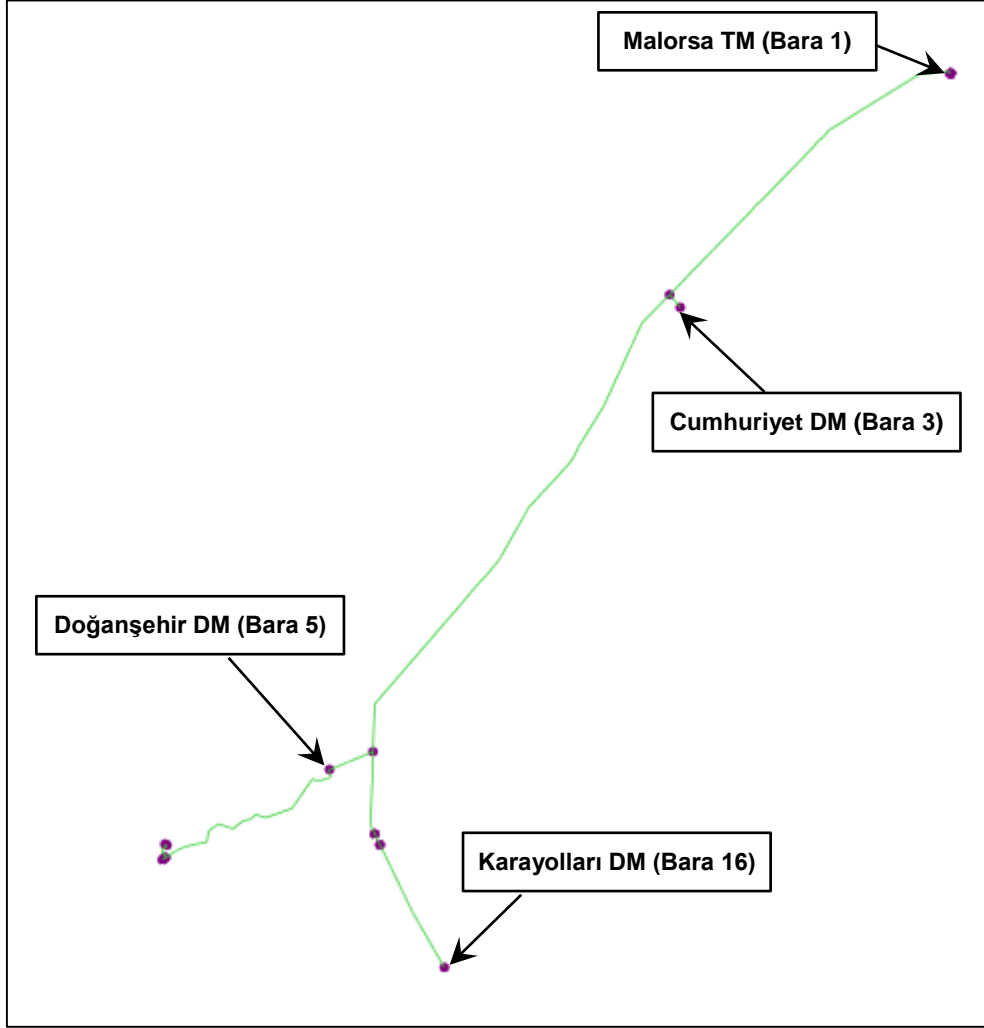 Malorsa TM (Bara 1)
Cumhuriyet DM (Bara 3)
Doğanşehir DM (Bara 5)
Karayolları DM (Bara 16)